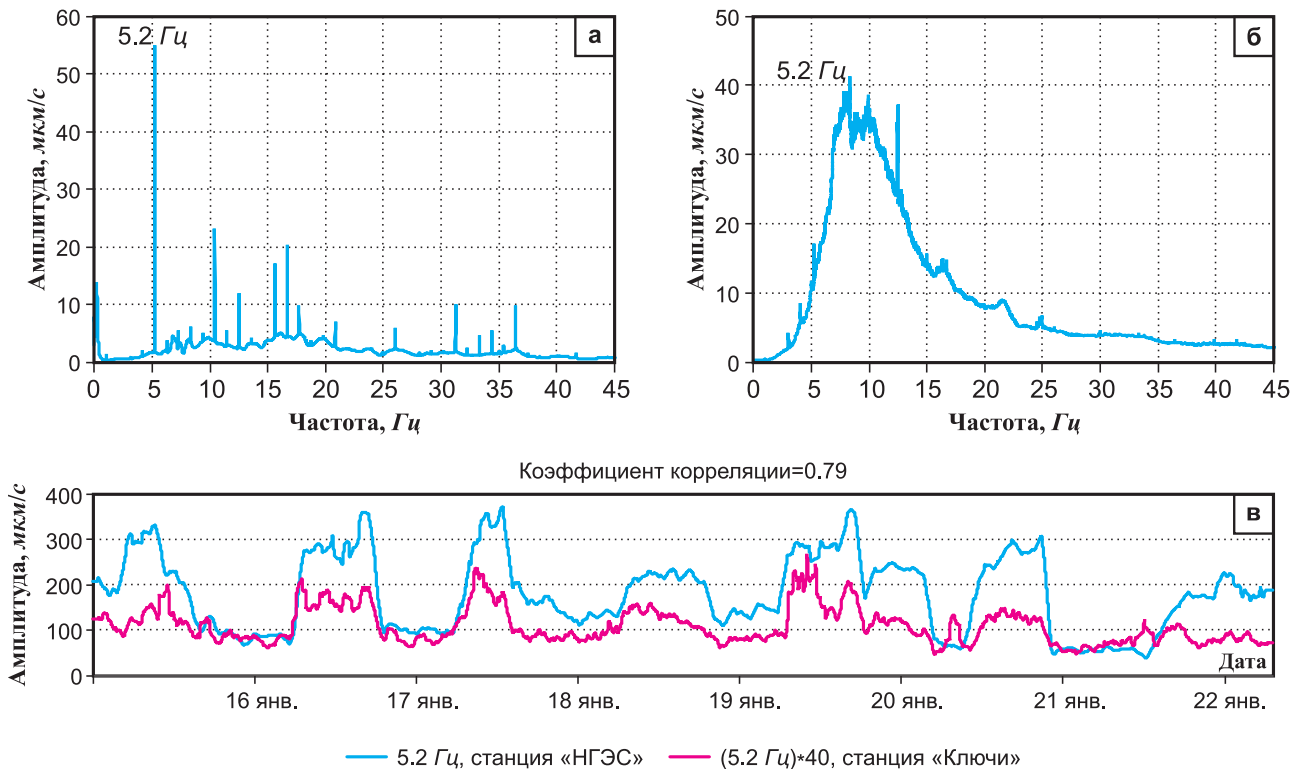 60
50
40
30
20
10
0
Амплитуда, мкм/с
5.2 Гц
а
0 5 10 15 20 25 30 35 40 45
Частота, Гц
50
40
30
20
10
0
Амплитуда, мкм/с
5.2 Гц
б
0 5 10 15 20 25 30 35 40 45
Частота, Гц
Коэффициент корреляции=0.79
400
300
200
100
0
Амплитуда, мкм/с
в
Дата
16 янв. 17 янв. 18 янв. 19 янв. 20 янв. 21 янв. 22 янв.
5.2 Гц, станция «НГЭС» (5.2 Гц)*40, станция «Ключи»